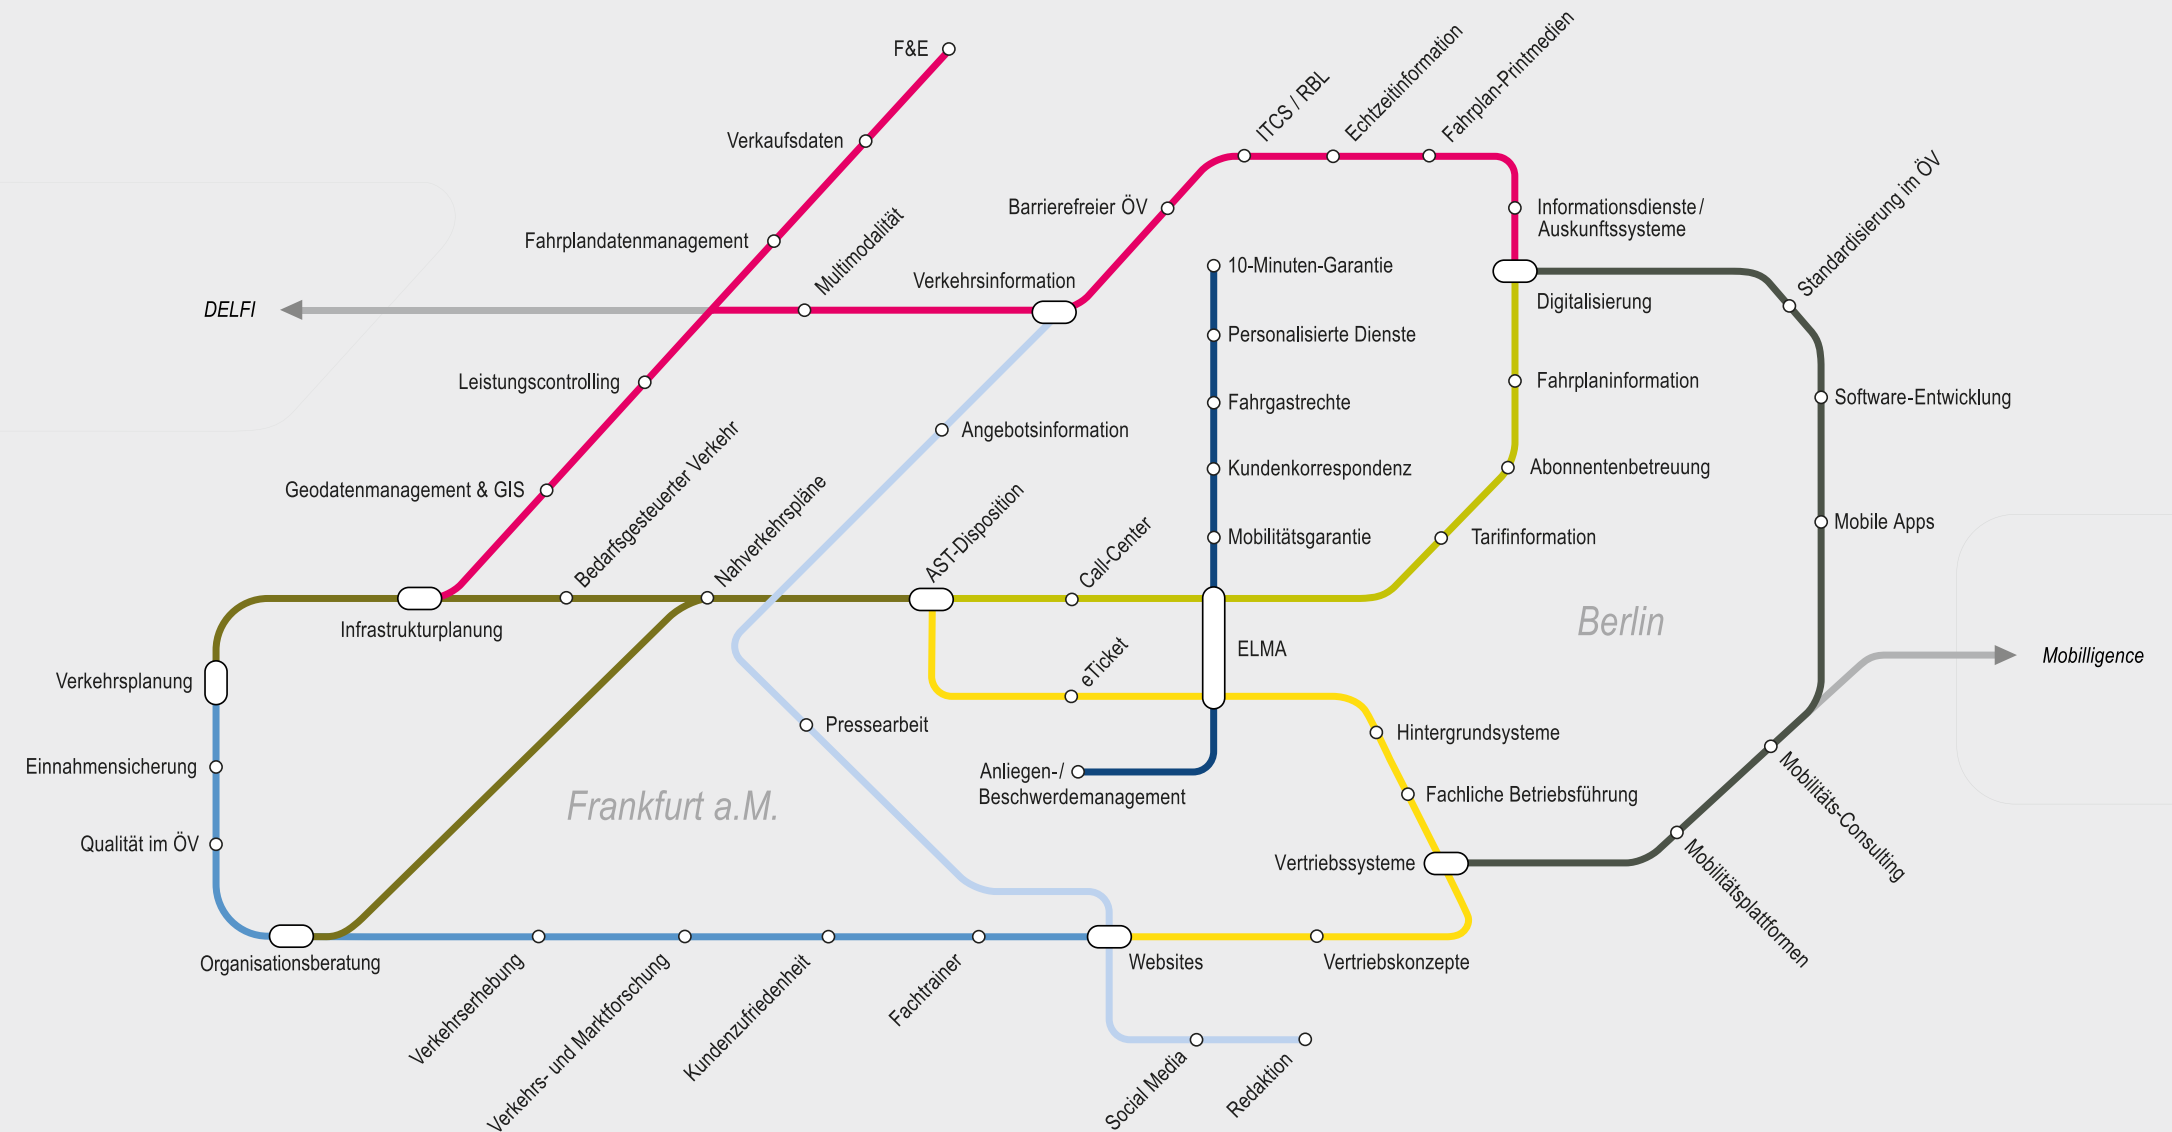 F&E
Verkaufsdaten
Fahrplandatenmanagement
Multimodalität
Verkehrsinformation
Barrierefreier ÖV
ITCS / RBL
Echtzeitinformation
Fahrplan-Printmedien
Informationsdienste/
Auskunftssysteme
Standardisierung im ÖV
DELFI
10-Minuten-Garantie
Digitalisierung
Personalisierte Dienste
Leistungscontrolling
Fahrplaninformation
Software-Entwicklung
Fahrgastrechte
Angebotsinformation
Kundenkorrespondenz
Abonnentenbetreuung
Geodatenmanagement & GIS
Bedarfsgesteuerter Verkehr
Nahverkehrspläne
AST-Disposition
Call-Center
Mobilitätsgarantie
Tarifinformation
Mobile Apps
Infrastrukturplanung
Berlin
ELMA
Mobilligence
Verkehrsplanung
eTicket
Pressearbeit
Hintergrundsysteme
Einnahmensicherung
Anliegen-/
Beschwerdemanagement
Frankfurt a.M.
Fachliche Betriebsführung
Mobilitäts-Consulting
Qualität im ÖV
Vertriebssysteme
Mobilitätsplattformen
Organisationsberatung
Verkehrserhebung
Verkehrs- und Marktforschung
Kundenzufriedenheit
Fachtrainer
Websites
Vertriebskonzepte
Social Media
Redaktion